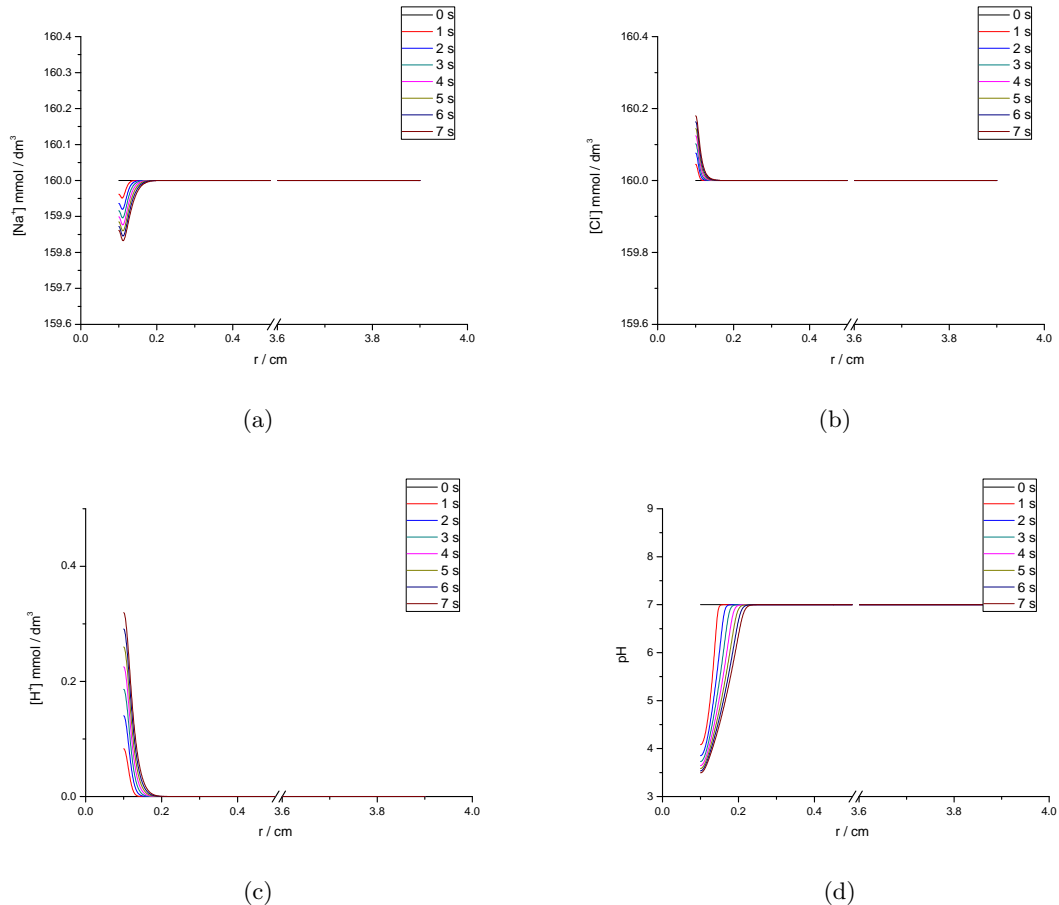 0 s
1 s
2 s
3 s
4 s
5 s
6 s
7 s
160.4
160.3
160.2
160.1
160.0
159.9
159.8
159.7
159.6
[Na⁺] mmol / dm³
0.0 0.2 0.4 3.6 3.8 4.0
r / cm
(a)
0 s
1 s
2 s
3 s
4 s
5 s
6 s
7 s
160.4
160.2
160.0
159.8
159.6
[Cl⁻] mmol / dm³
0.0 0.2 0.4 3.6 3.8 4.0
r / cm
(b)
0 s
1 s
2 s
3 s
4 s
5 s
6 s
7 s
0.4
0.2
0.0
[H⁺] mmol / dm³
0.0 0.2 0.4 3.6 3.8 4.0
r / cm
(c)
0 s
1 s
2 s
3 s
4 s
5 s
6 s
7 s
9
8
7
6
5
4
3
pH
0.0 0.2 0.4 3.6 3.8 4.0
r / cm
(d)